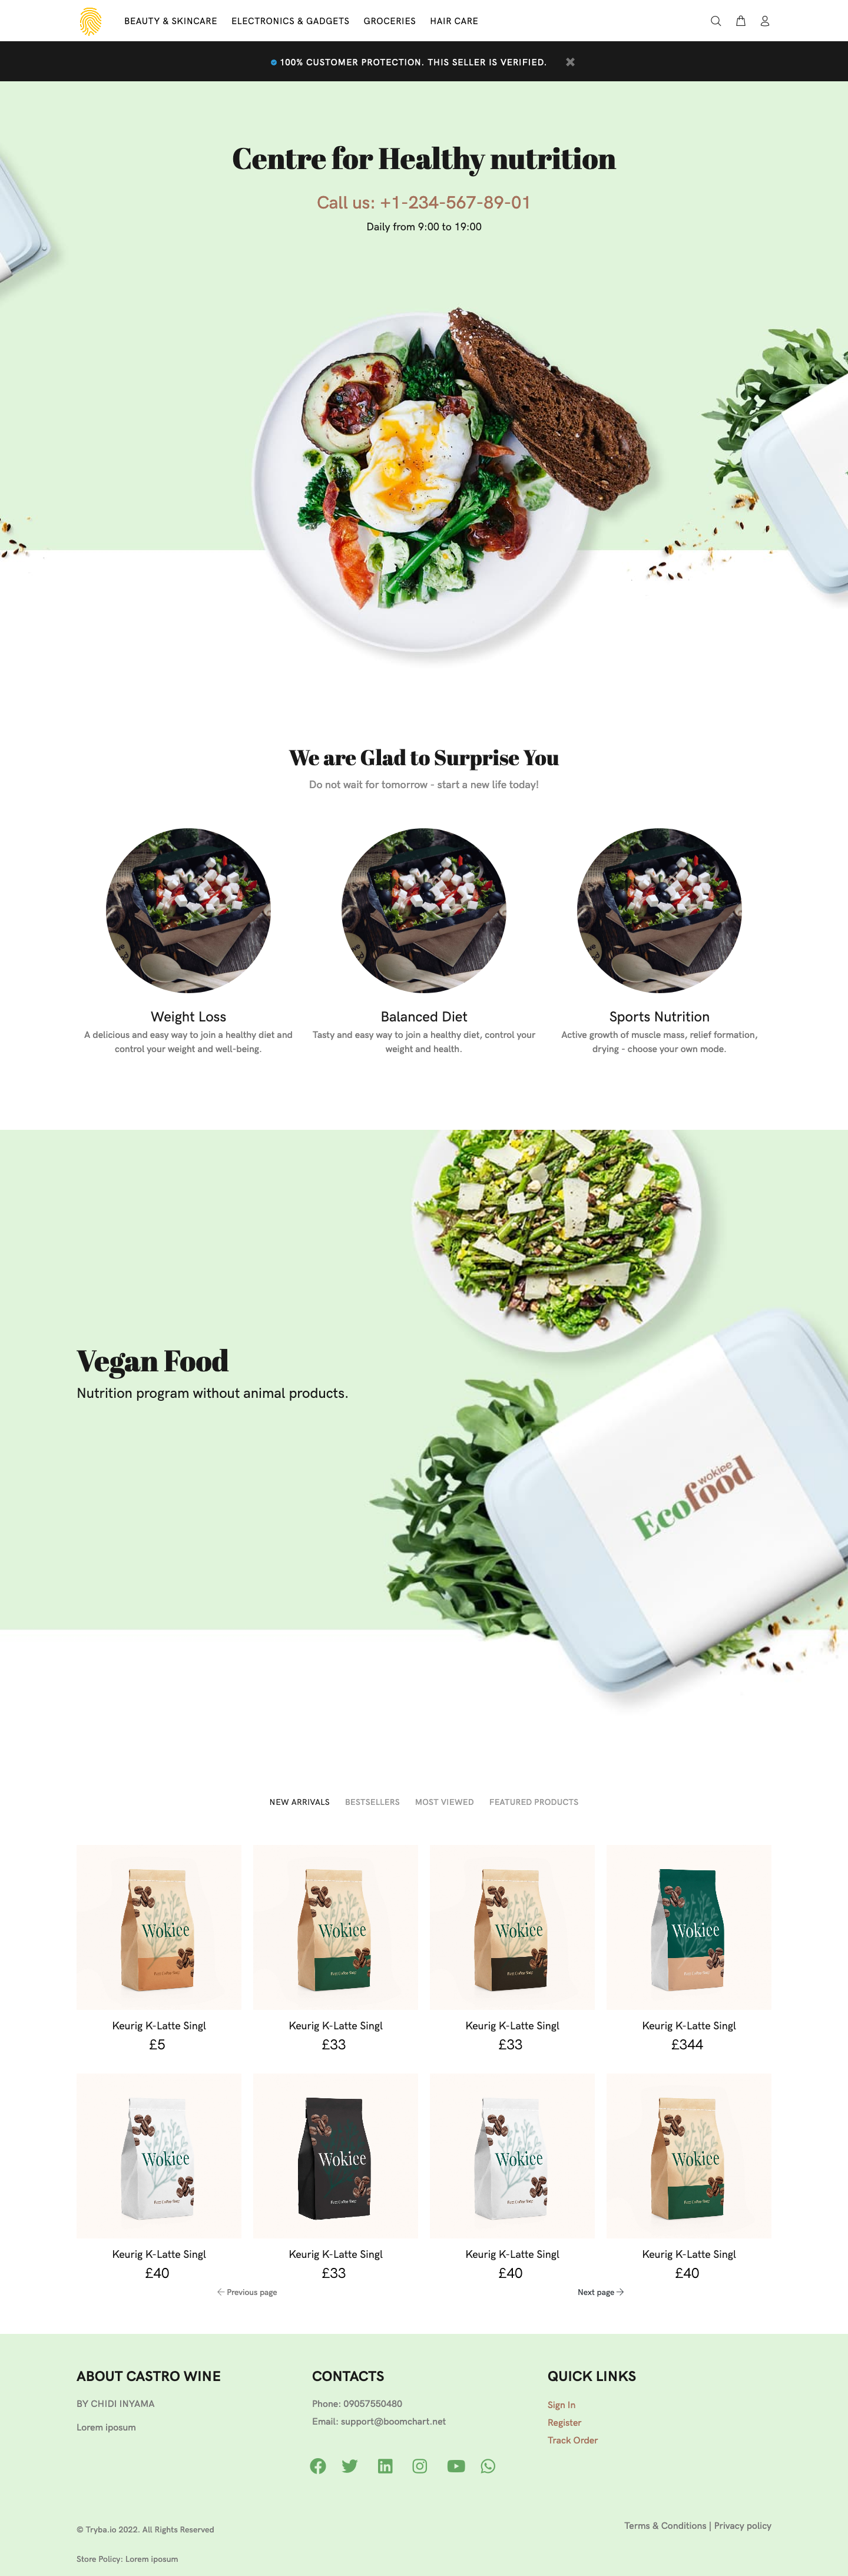 BEAUTY & SKINCARE ELECTRONICS & GADGETS GROCERIES HAIR CARE
100% CUSTOMER PROTECTION. THIS SELLER IS VERIFIED.
Centre for Healthy nutrition
Call us: +1-234-567-89-01
Daily from 9:00 to 19:00
We are Glad to Surprise You
Do not wait for tomorrow - start a new life today!
Weight Loss
A delicious and easy way to join a healthy diet and
control your weight and well-being.
Balanced Diet
Tasty and easy way to join a healthy diet, control your
weight and health.
Sports Nutrition
Active growth of muscle mass, relief formation,
drying - choose your own mode.
Vegan Food
Nutrition program without animal products.
wokiee
Ecofood
NEW ARRIVALS BESTSELLERS MOST VIEWED FEATURED PRODUCTS
Wokiee
Wokiee
Wokiee
Wokiee
Keurig K-Latte Singl
£5
Keurig K-Latte Singl
£33
Keurig K-Latte Singl
£33
Keurig K-Latte Singl
£344
Wokiee
Wokiee
Wokiee
Wokiee
Keurig K-Latte Singl
£40
Keurig K-Latte Singl
£33
Keurig K-Latte Singl
£40
Keurig K-Latte Singl
£40
Previous page
Next page
ABOUT CASTRO WINE
BY CHIDI INYAMA
Lorem iposum
CONTACTS
Phone: 09057550480
Email: support@boomchart.net
QUICK LINKS
Sign In
Register
Track Order
© Tryba.io 2022. All Rights Reserved
Terms & Conditions | Privacy policy
Store Policy: Lorem iposum